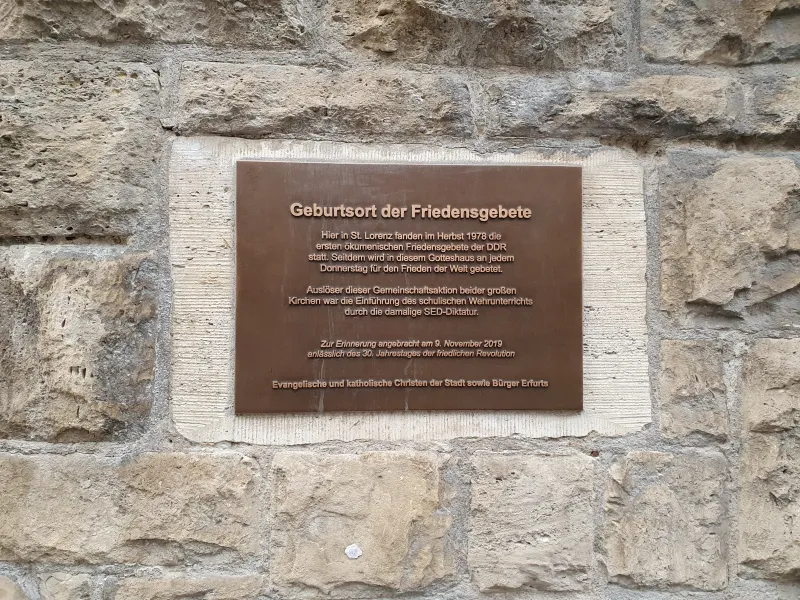 Geburtsort der Friedensgebete
Hier in St. Lorenz fanden im Herbst 1978 die
ersten ökumenischen Friedensgebete der DDR
statt. Seitdem wird in diesem Gotteshaus an jedem
Donnerstag für den Frieden der Welt gebetet.
Auslöser dieser Gemeinschaftsaktion beider großen
Kirchen war die Einführung des schulischen Wehrunterrichts
durch die damalige SED-Diktatur.
Zur Erinnerung angebracht am 9. November 2019
anlässlich des 30. Jahrestages der friedlichen Revolution
Evangelische und katholische Christen der Stadt sowie Bürger Erfurts